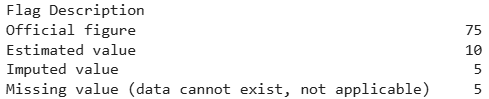 Flag Description
Official figure 75
Estimated value 10
Imputed value 5
Missing value (data cannot exist, not applicable) 5